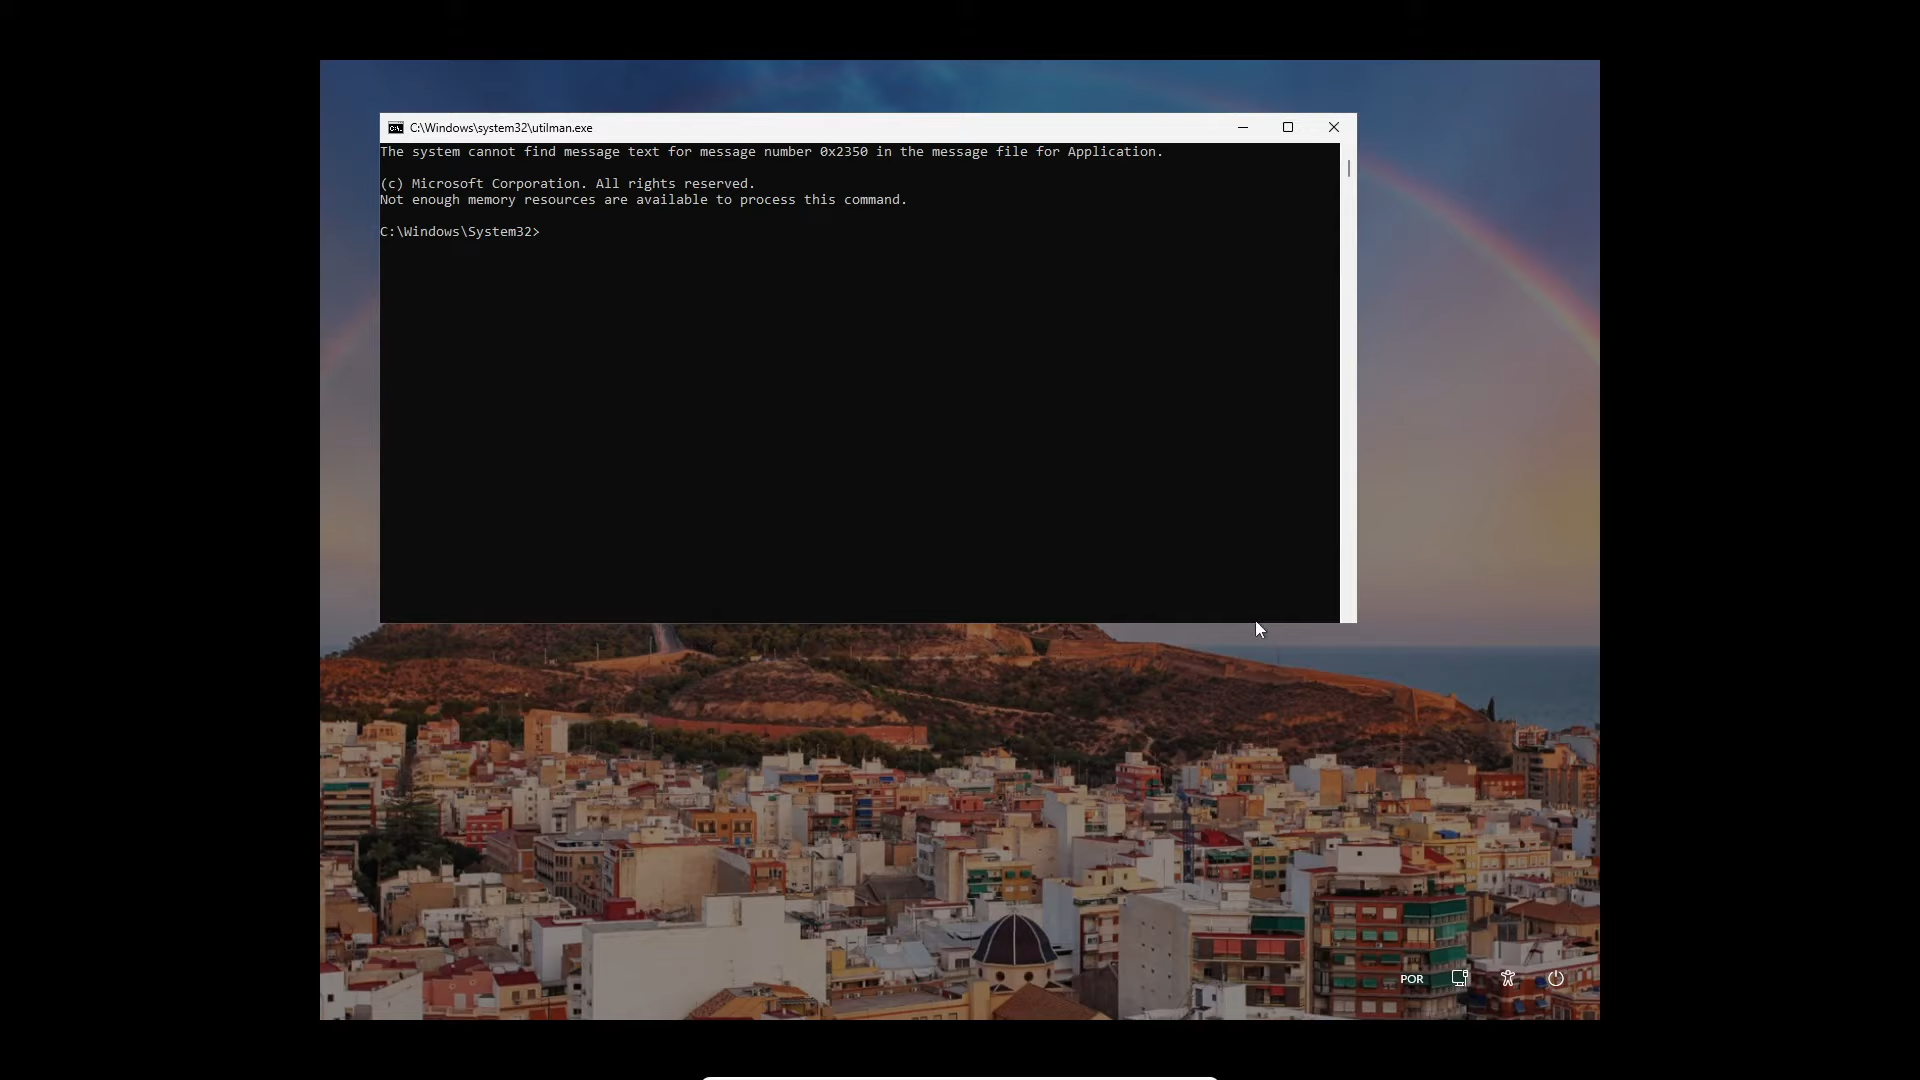 C:\Windows\system32\utilman.exe
The system cannot find message text for message number 0x2350 in the message file for Application.
(c) Microsoft Corporation. All rights reserved.
Not enough memory resources are available to process this command.
C:\Windows\System32>
POR